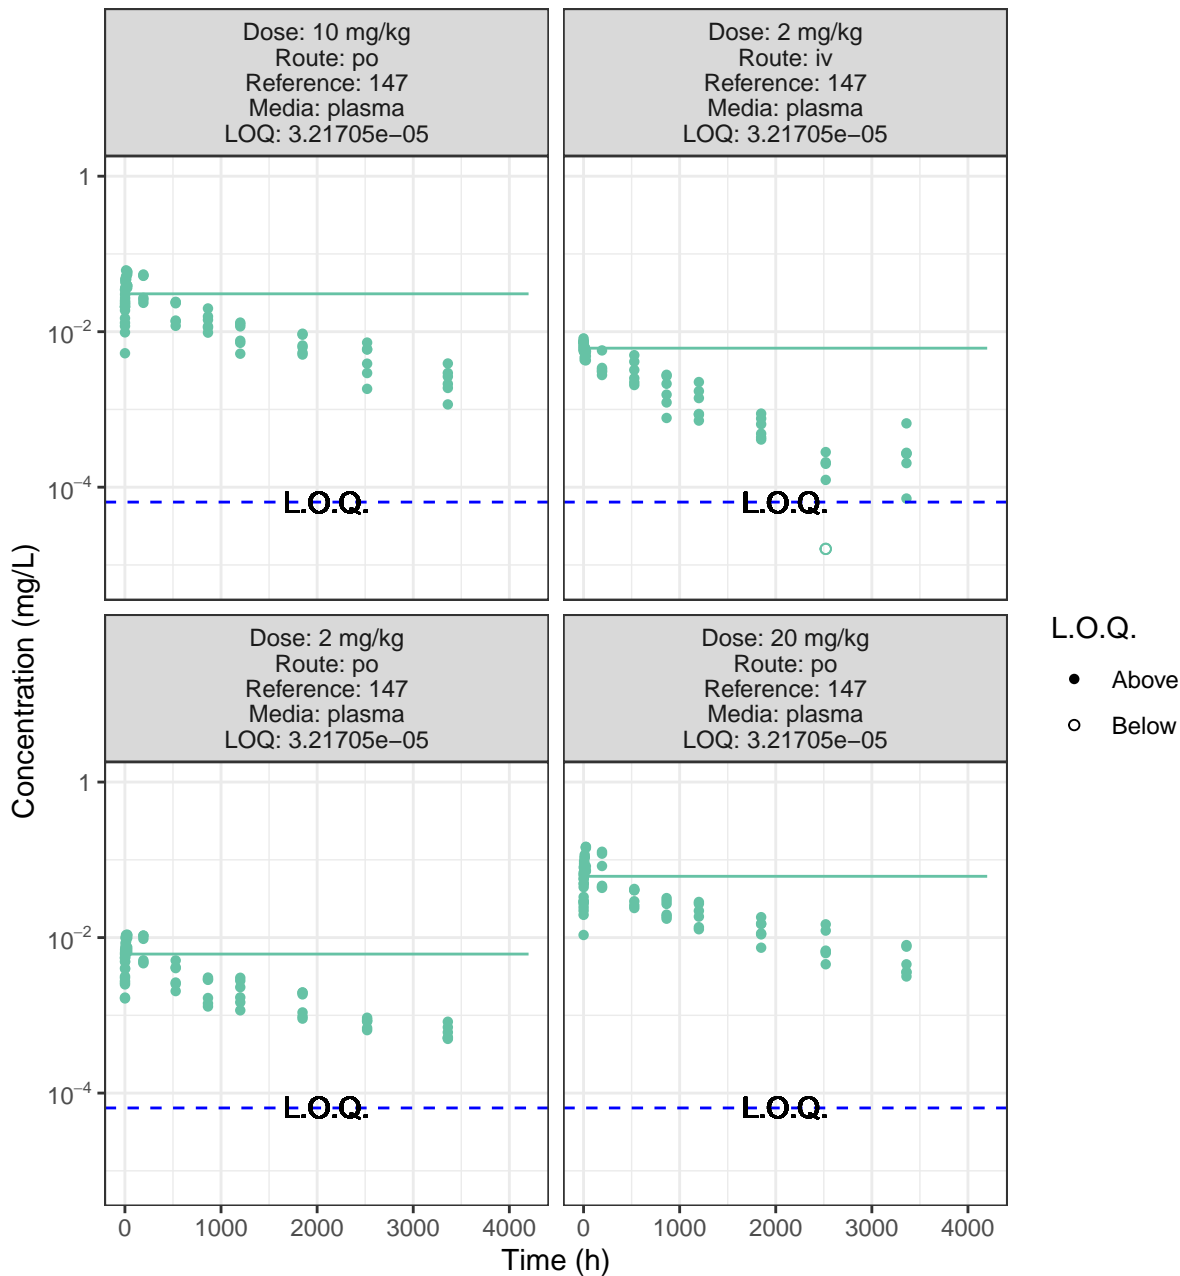 Dose: 10 mg/kg
Route: po
Reference: 147
Media: plasma
LOQ: 3.21705e−05
Dose: 2 mg/kg
Route: iv
Reference: 147
Media: plasma
LOQ: 3.21705e−05
1
10⁻²
10⁻⁴
L.O.Q.
L.O.Q.
Dose: 2 mg/kg
Route: po
Reference: 147
Media: plasma
LOQ: 3.21705e−05
Dose: 20 mg/kg
Route: po
Reference: 147
Media: plasma
LOQ: 3.21705e−05
1
10⁻²
10⁻⁴
L.O.Q.
L.O.Q.
0 1000 2000 3000 4000
0 1000 2000 3000 4000
Time (h)
Concentration (mg/L)
L.O.Q.
Above
Below